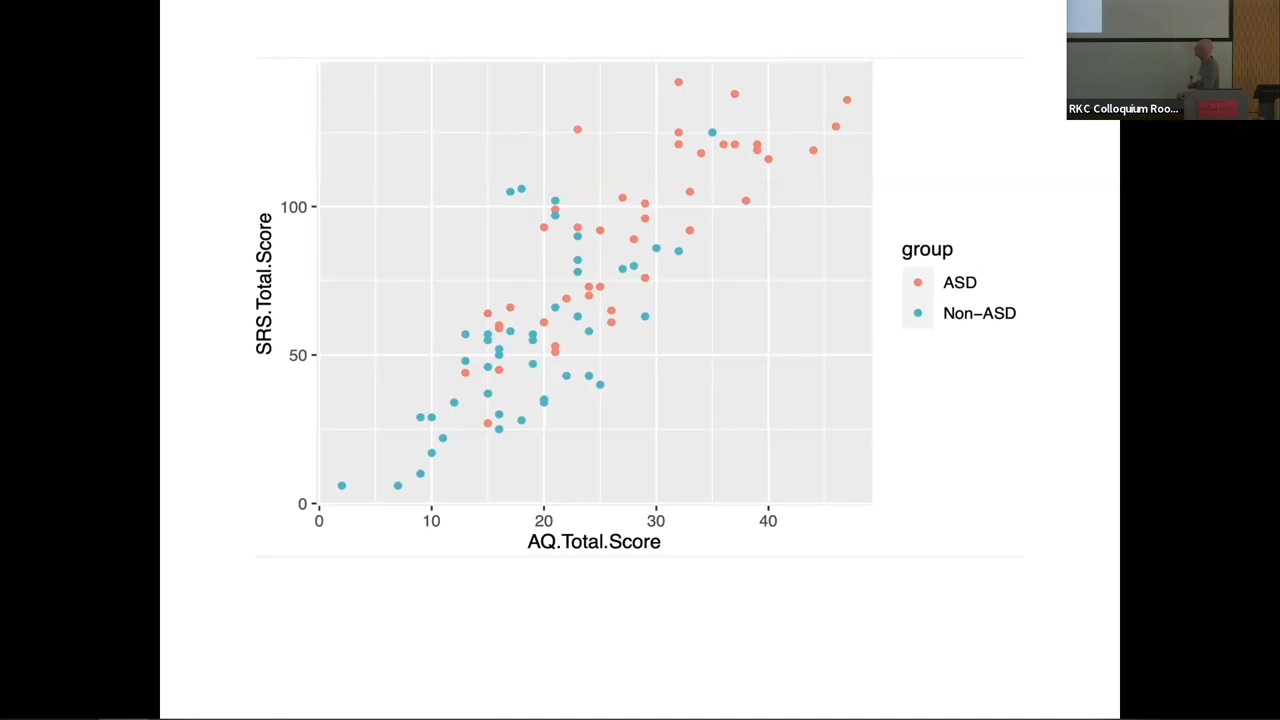 RKC Colloquium Roo...
SRS.Total.Score
100
50
0
0 10 20 30 40
AQ.Total.Score
group
ASD
Non-ASD